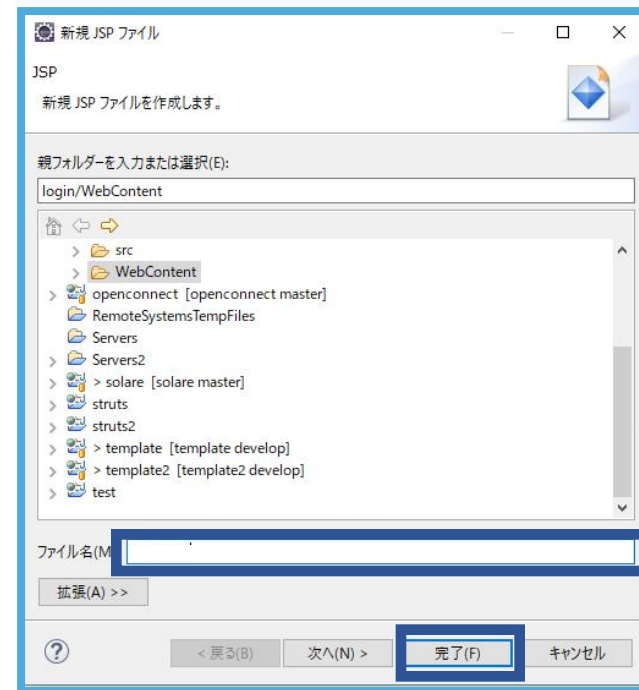 新規 JSP ファイル
JSP
新規 JSP ファイルを作成します。
親フォルダーを入力または選択(E):
login/WebContent
src
WebContent
openconnect [openconnect master]
RemoteSystemsTempFiles
Servers
Servers2
> solare [solare master]
struts
struts2
> template [template develop]
> template2 [template2 develop]
test
ファイル名(M
拡張(A) >>
< 戻る(B) 次へ(N) > 完了(F) キャンセル